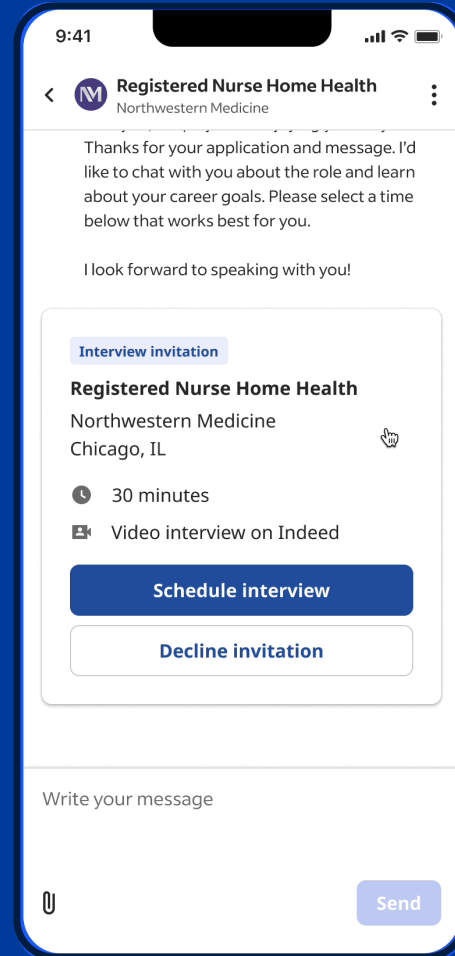 9:41
Registered Nurse Home Health
Northwestern Medicine
Thanks for your application and message. I'd
like to chat with you about the role and learn
about your career goals. Please select a time
below that works best for you.
I look forward to speaking with you!
Interview invitation
Registered Nurse Home Health
Northwestern Medicine
Chicago, IL
30 minutes
Video interview on Indeed
Schedule interview
Decline invitation
Write your message
Send